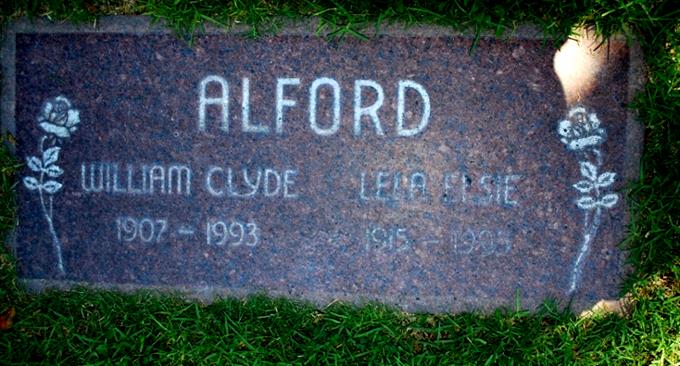 ALFORD
WILLIAM CLYDE LELA ELSIE
1907 - 1993 1915 -